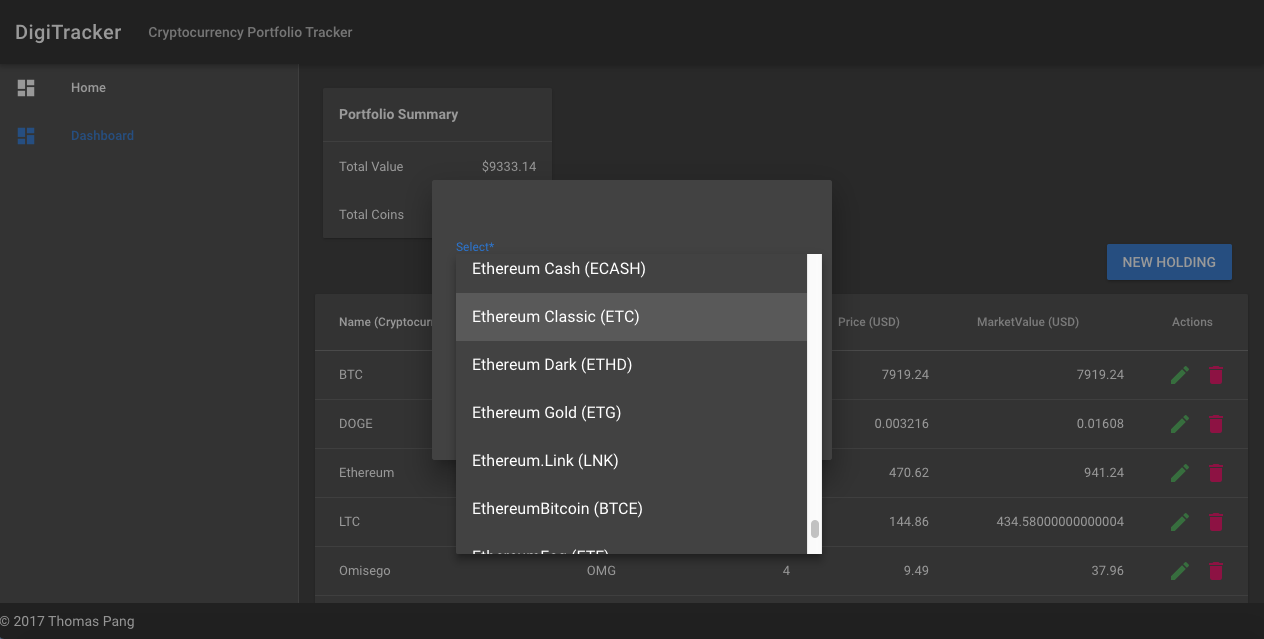 DigiTracker Cryptocurrency Portfolio Tracker
Home
Dashboard
Portfolio Summary
Total Value $9333.14
Total Coins
Select*
Ethereum Cash (ECASH)
Ethereum Classic (ETC)
Ethereum Dark (ETHD)
Ethereum Gold (ETG)
Ethereum.Link (LNK)
EthereumBitcoin (BTCE)
NEW HOLDING
Name (Cryptocurr Price (USD) MarketValue (USD) Actions
BTC 7919.24 7919.24
DOGE 0.003216 0.01608
Ethereum 470.62 941.24
LTC 144.86 434.58000000000004
Omisego OMG 4 9.49 37.96
© 2017 Thomas Pang